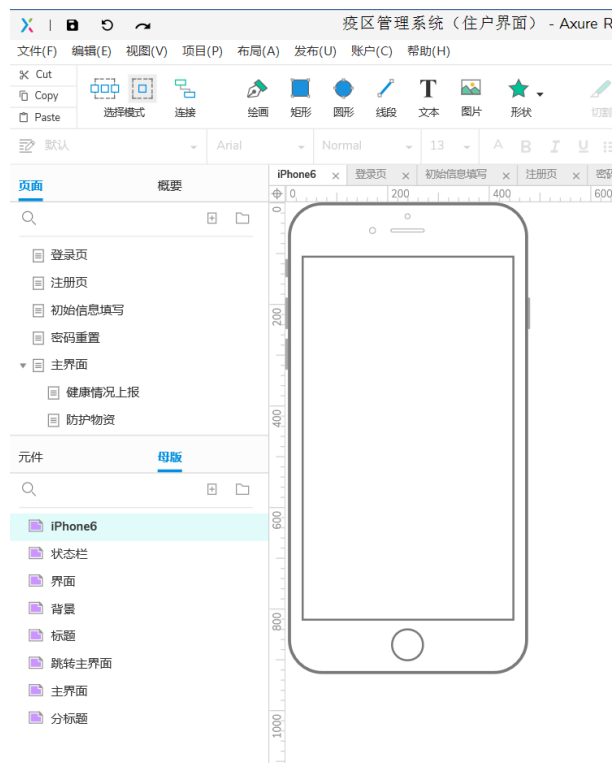 疫区管理系统（住户界面） - Axure R
文件(F) 编辑(E) 视图(V) 项目(P) 布局(A) 发布(U) 账户(C) 帮助(H)
Cut
Copy
Paste
选择模式 连接 绘画 矩形 圆形 线段 文本 图片 形状 切割
默认 Arial Normal 13 A B I U
页面 概要
iPhone6 登录页 初始信息填写 注册页 密码
0 200 400 600
登录页
注册页
初始信息填写
密码重置
主界面
健康情况上报
防护物资
元件 母版
iPhone6
状态栏
界面
背景
标题
跳转主界面
主界面
分标题
0
200
400
600
800
1000